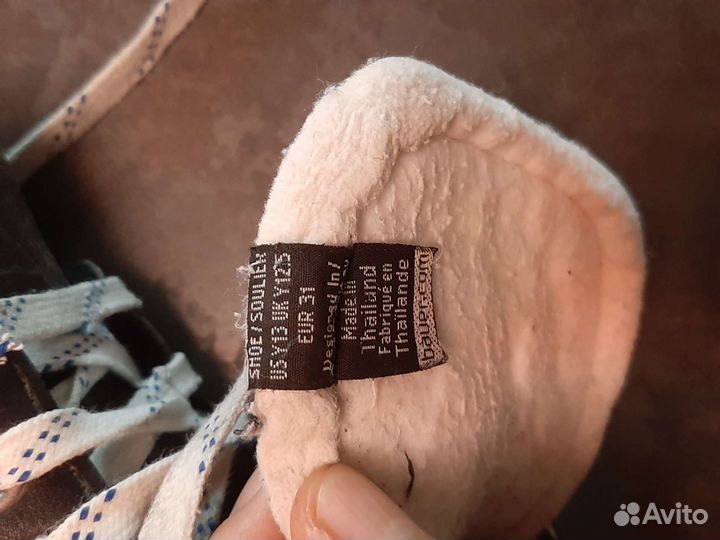 SHOE / SOULIER
US Y13 UK Y12.5
EUR 31
Designed In/
Made in
Thailand
Fabriqué en
Thaïlande
bauer.com
Avito